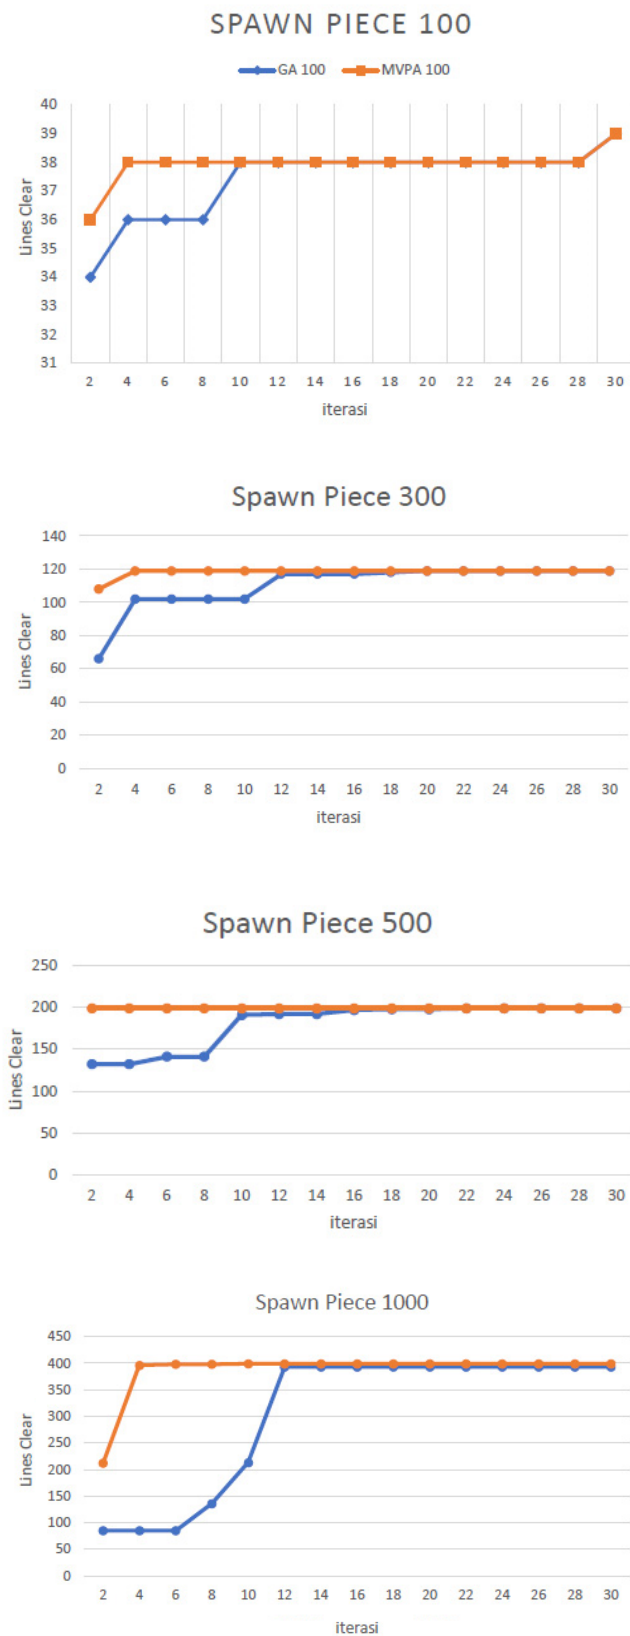 SPAWN PIECE 100
GA 100 MVPA 100
40
39
38
37
36
35
34
33
32
31
Lines Clear
2 4 6 8 10 12 14 16 18 20 22 24 26 28 30
iterasi
Spawn Piece 300
140
120
100
80
60
40
20
0
Lines Clear
2 4 6 8 10 12 14 16 18 20 22 24 26 28 30
iterasi
Spawn Piece 500
250
200
150
100
50
0
Lines Clear
2 4 6 8 10 12 14 16 18 20 22 24 26 28 30
iterasi
Spawn Piece 1000
450
400
350
300
250
200
150
100
50
0
Lines Clear
2 4 6 8 10 12 14 16 18 20 22 24 26 28 30
iterasi